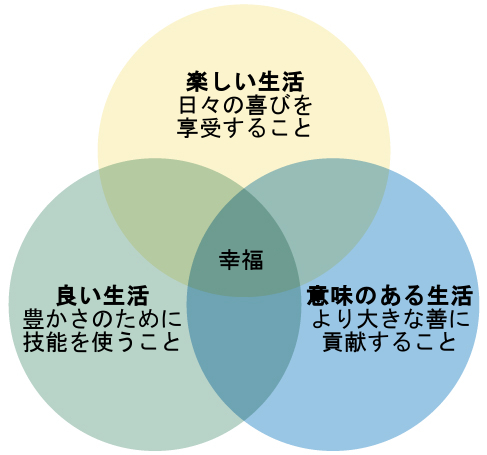 楽しい生活
日々の喜びを
享受すること
幸福
良い生活
豊かさのために
技能を使うこと
意味のある生活
より大きな善に
貢献すること